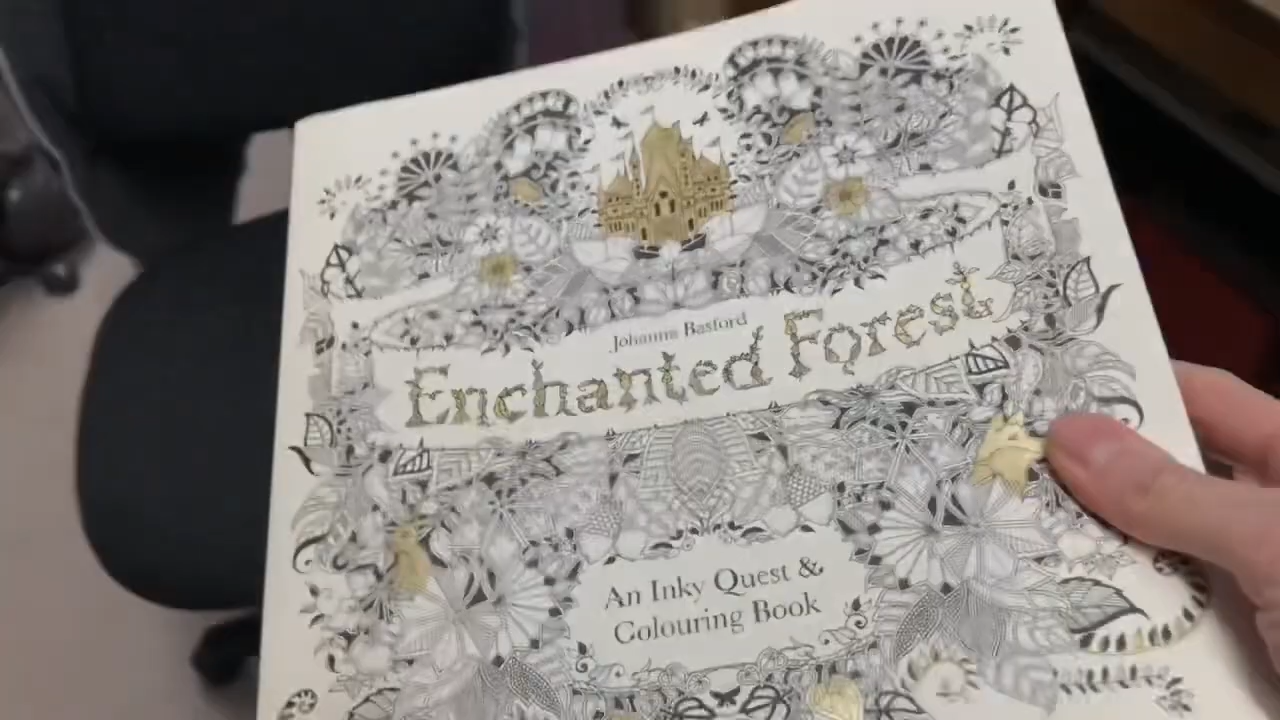 Johanna Basford
Enchanted Forest
An Inky Quest &
Colouring Book